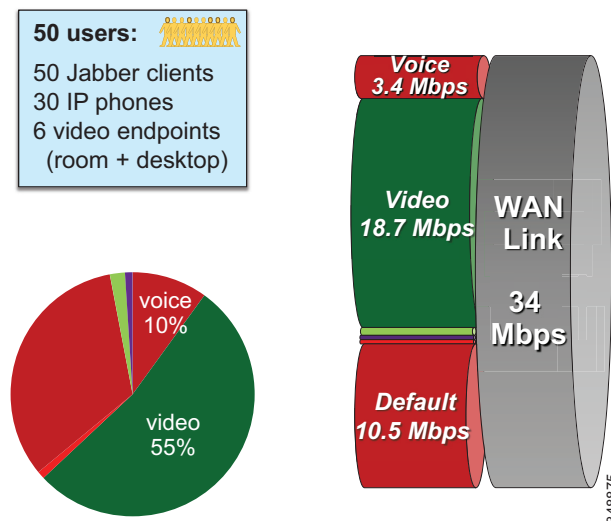 50 users:
50 Jabber clients
30 IP phones
6 video endpoints
(room + desktop)
voice
10%
video
55%
Voice
3.4 Mbps
Video
18.7 Mbps
Default
10.5 Mbps
WAN
Link
34
Mbps